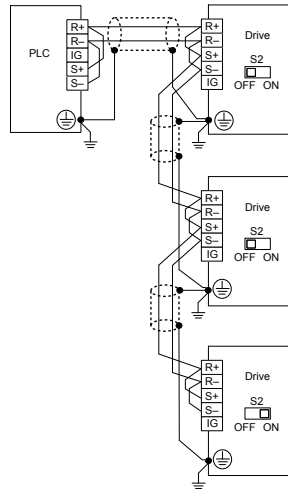 PLC
R+
R–
IG
S+
S–
R+
R–
S+
S–
IG
Drive
S2
OFF ON
R+
R–
S+
S–
IG
Drive
S2
OFF ON
R+
R–
S+
S–
IG
Drive
S2
OFF ON